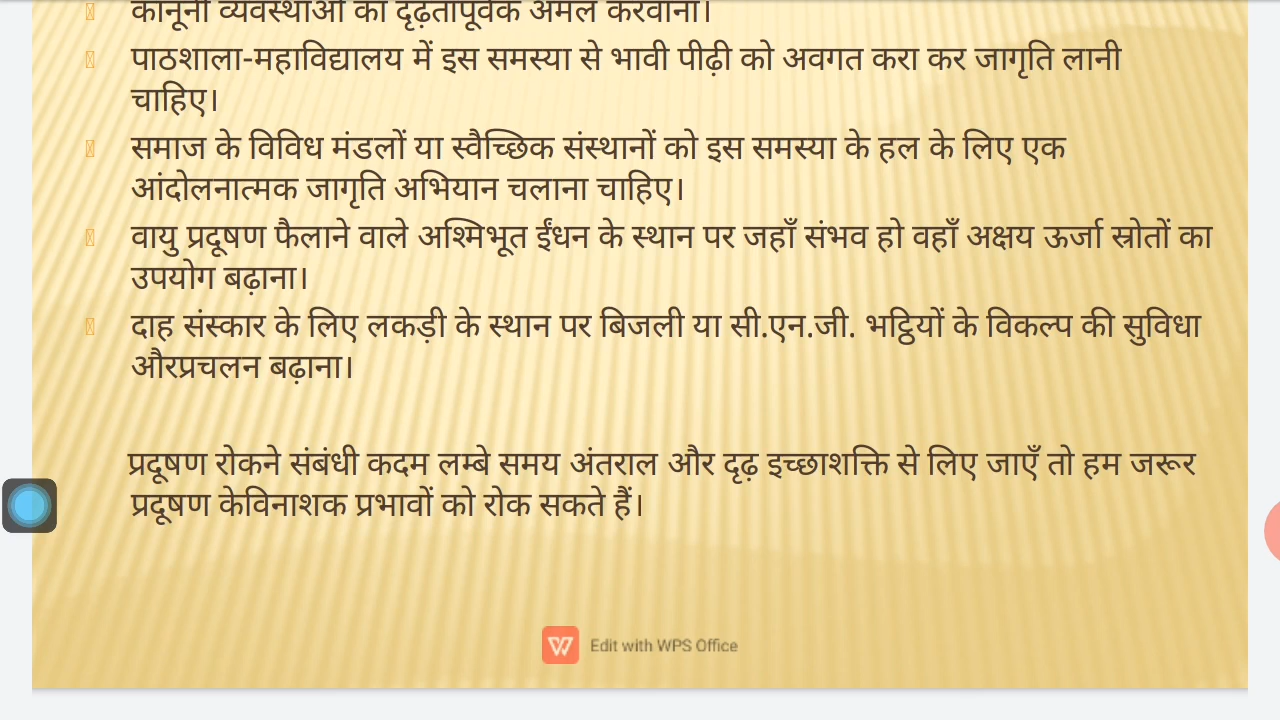 कानूनी व्यवस्थाओं का दृढ़तापूर्वक अमल करवाना।
पाठशाला-महाविद्यालय में इस समस्या से भावी पीढ़ी को अवगत करा कर जागृति लानी
चाहिए।
समाज के विविध मंडलों या स्वैच्छिक संस्थानों को इस समस्या के हल के लिए एक
आंदोलनात्मक जागृति अभियान चलाना चाहिए।
वायु प्रदूषण फैलाने वाले अश्मिभूत ईंधन के स्थान पर जहाँ संभव हो वहाँ अक्षय ऊर्जा स्रोतों का
उपयोग बढ़ाना।
दाह संस्कार के लिए लकड़ी के स्थान पर बिजली या सी.एन.जी. भट्ठियों के विकल्प की सुविधा
औरप्रचलन बढ़ाना।
प्रदूषण रोकने संबंधी कदम लम्बे समय अंतराल और दृढ़ इच्छाशक्ति से लिए जाएँ तो हम जरूर
प्रदूषण केविनाशक प्रभावों को रोक सकते हैं।
Edit with WPS Office